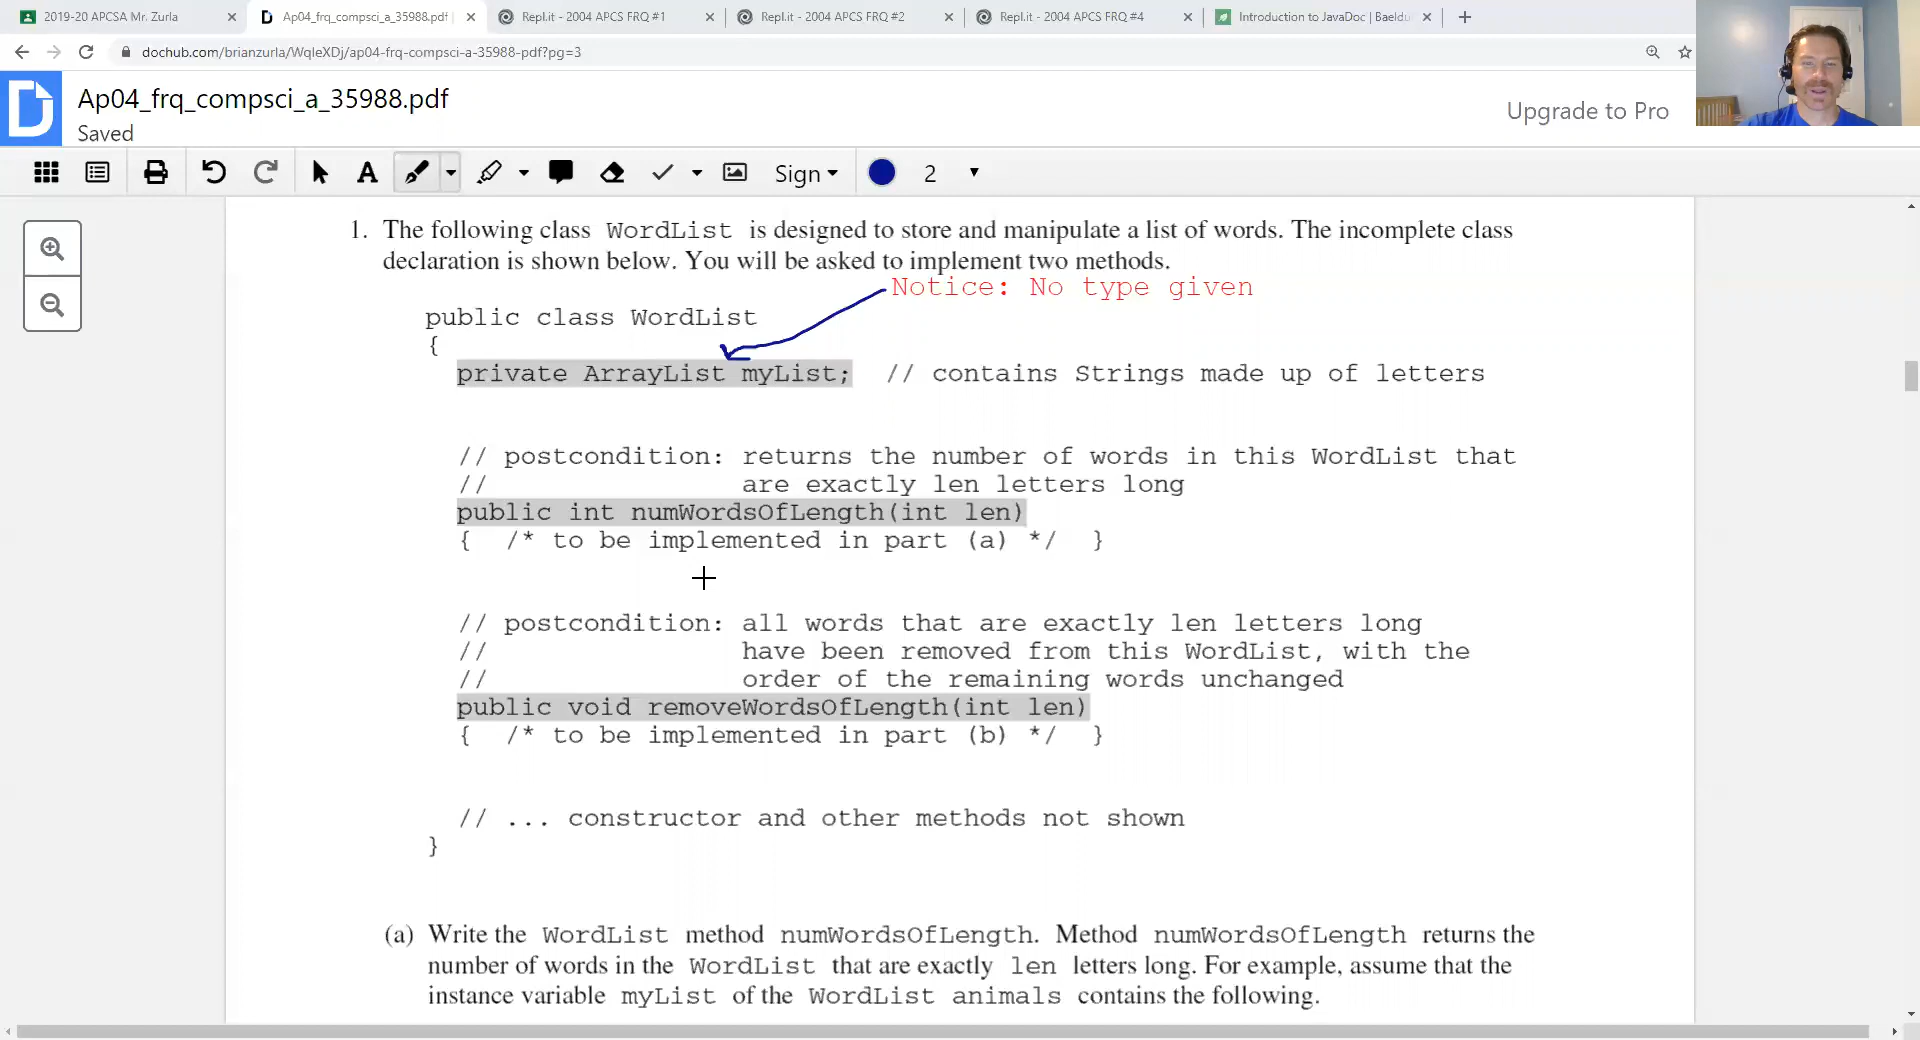 2019-20 APCSA Mr. Zurla
Ap04_frq_compsci_a_35988.pdf
Repl.it - 2004 APCS FRQ #1
Repl.it - 2004 APCS FRQ #2
Repl.it - 2004 APCS FRQ #4
Introduction to JavaDoc | Baeldu
dochub.com/brianzurla/WqleXDj/ap04-frq-compsci-a-35988-pdf?pg=3
Ap04_frq_compsci_a_35988.pdf
Saved
Upgrade to Pro
A
Sign
2
1. The following class WordList is designed to store and manipulate a list of words. The incomplete class
declaration is shown below. You will be asked to implement two methods.
Notice: No type given
public class WordList
{
private ArrayList myList; // contains Strings made up of letters
// postcondition: returns the number of words in this WordList that
// are exactly len letters long
public int numWordsOfLength(int len)
{ /* to be implemented in part (a) */ }
// postcondition: all words that are exactly len letters long
// have been removed from this WordList, with the
// order of the remaining words unchanged
public void removeWordsOfLength(int len)
{ /* to be implemented in part (b) */ }
// ... constructor and other methods not shown
}
(a) Write the WordList method numWordsOfLength. Method numWordsOfLength returns the
number of words in the WordList that are exactly len letters long. For example, assume that the
instance variable myList of the WordList animals contains the following.